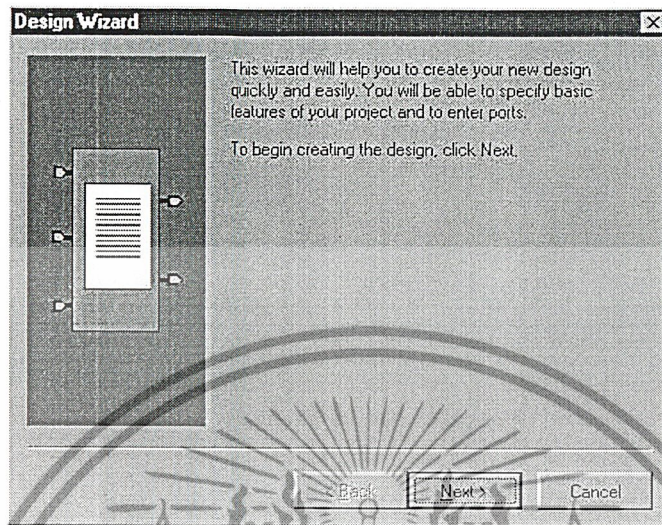 Design Wizard
This wizard will help you to create your new design
quickly and easily. You will be able to specify basic
features of your project and to enter ports.
To begin creating the design, click Next.
< Back
Next >
Cancel